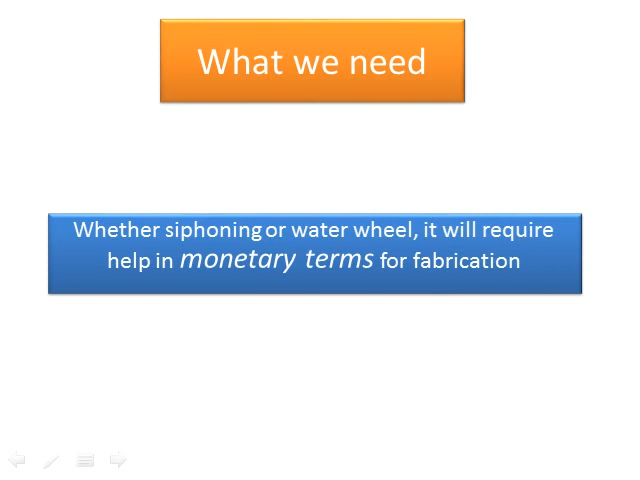 What we need
Whether siphoning or water wheel, it will require
help in monetary terms for fabrication